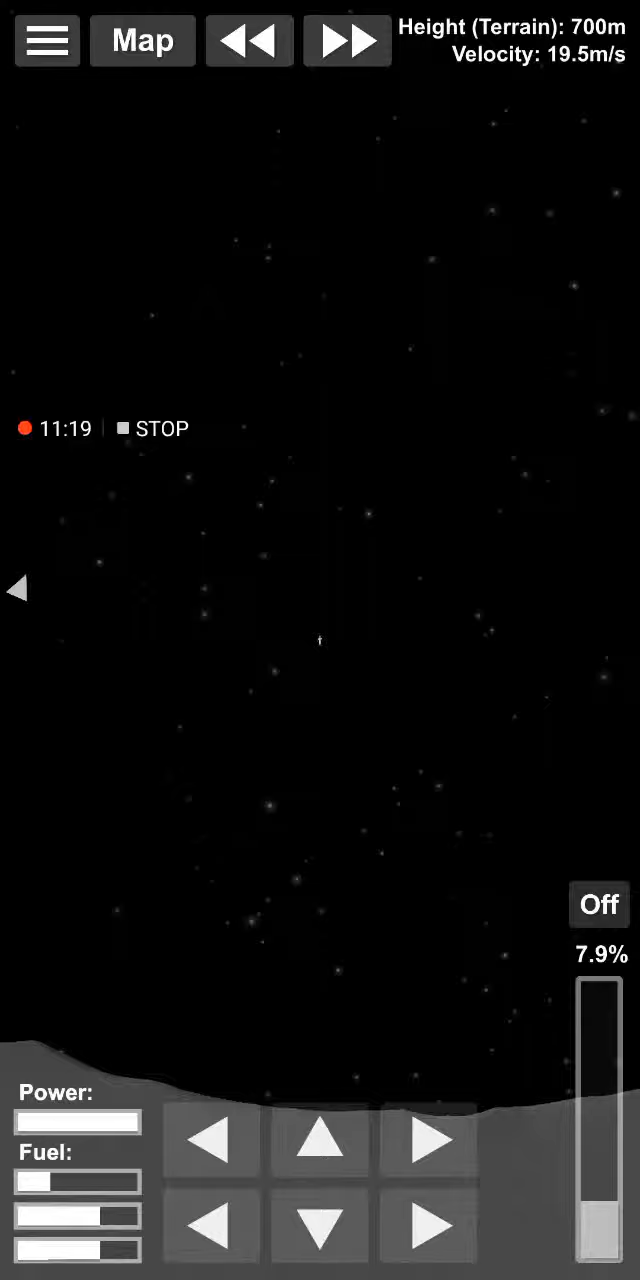 Map
Height (Terrain): 700m
Velocity: 19.5m/s
11:19 STOP
Off
7.9%
Power:
Fuel: